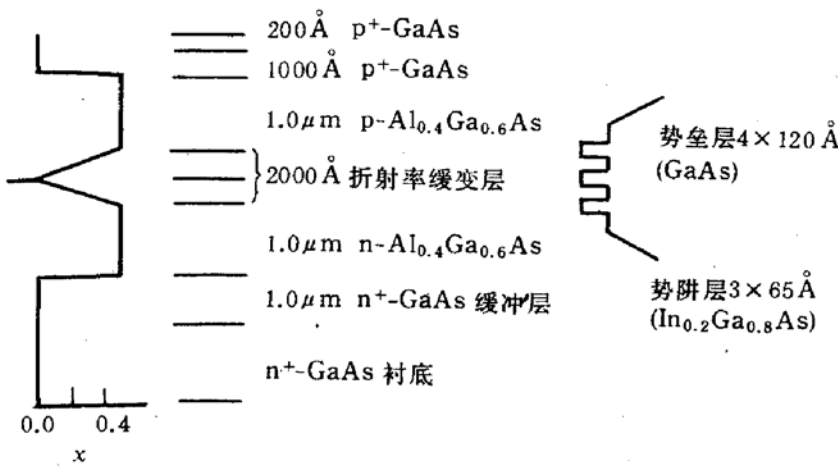 200Å p⁺-GaAs
1000Å p⁺-GaAs
1.0μm p-Al₀.₄Ga₀.₆As
2000Å 折射率缓变层
1.0μm n-Al₀.₄Ga₀.₆As
1.0μm n⁺-GaAs 缓冲层
n⁺-GaAs 衬底
0.0 0.4
x
势垒层4×120Å
(GaAs)
势阱层3×65Å
(In₀.₂Ga₀.₈As)